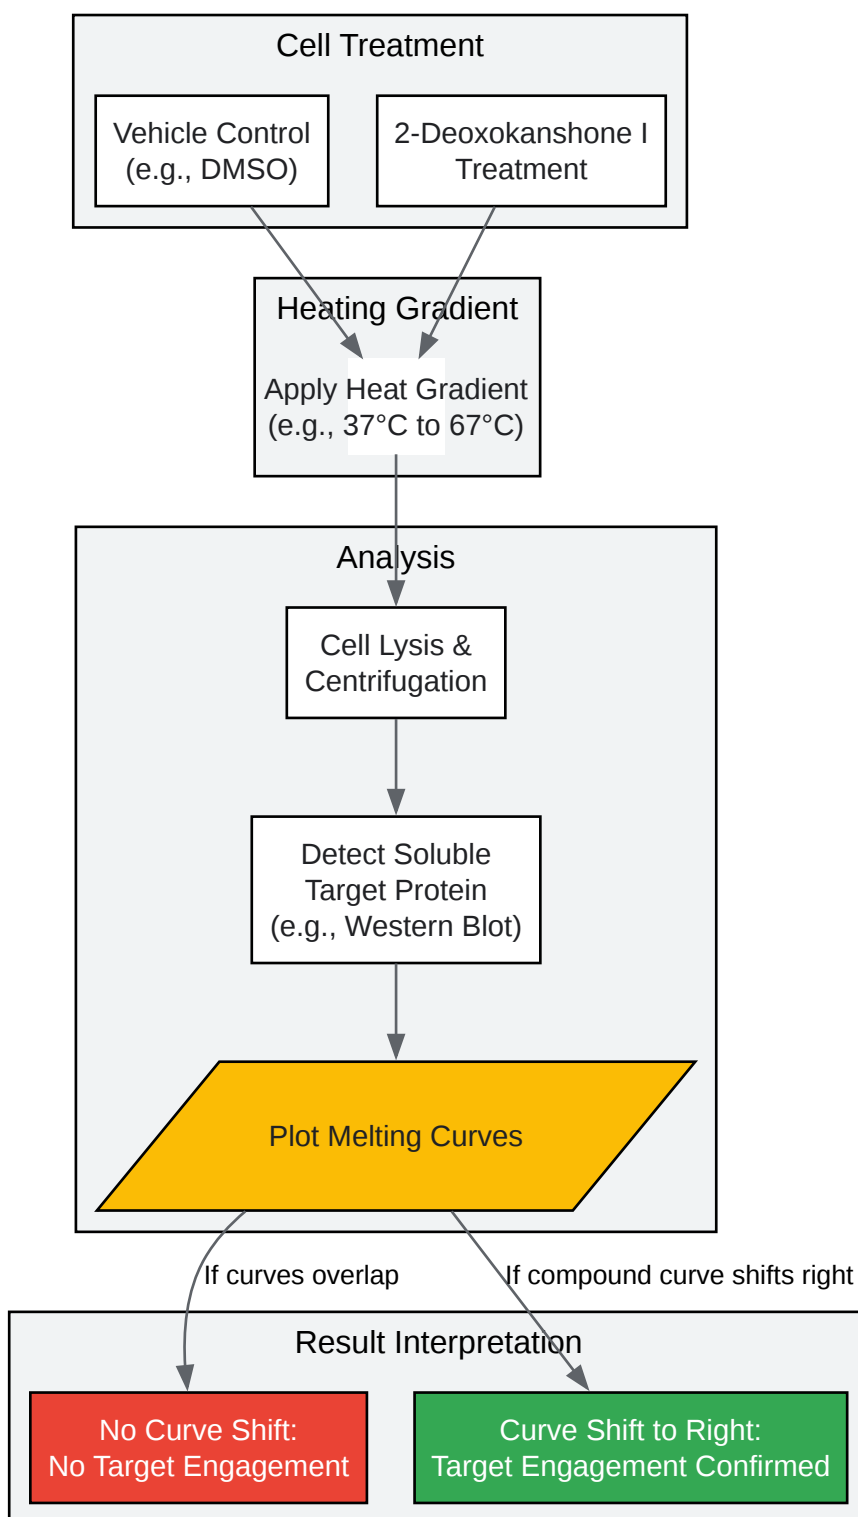 Cell Treatment
Vehicle Control
(e.g., DMSO)
2-Deoxokanshone I
Treatment
Heating Gradient
Apply Heat Gradient
(e.g., 37°C to 67°C)
Analysis
Cell Lysis &
Centrifugation
Detect Soluble
Target Protein
(e.g., Western Blot)
Plot Melting Curves
If curves overlap
If compound curve shifts right
Result Interpretation
No Curve Shift:
No Target Engagement
Curve Shift to Right:
Target Engagement Confirmed